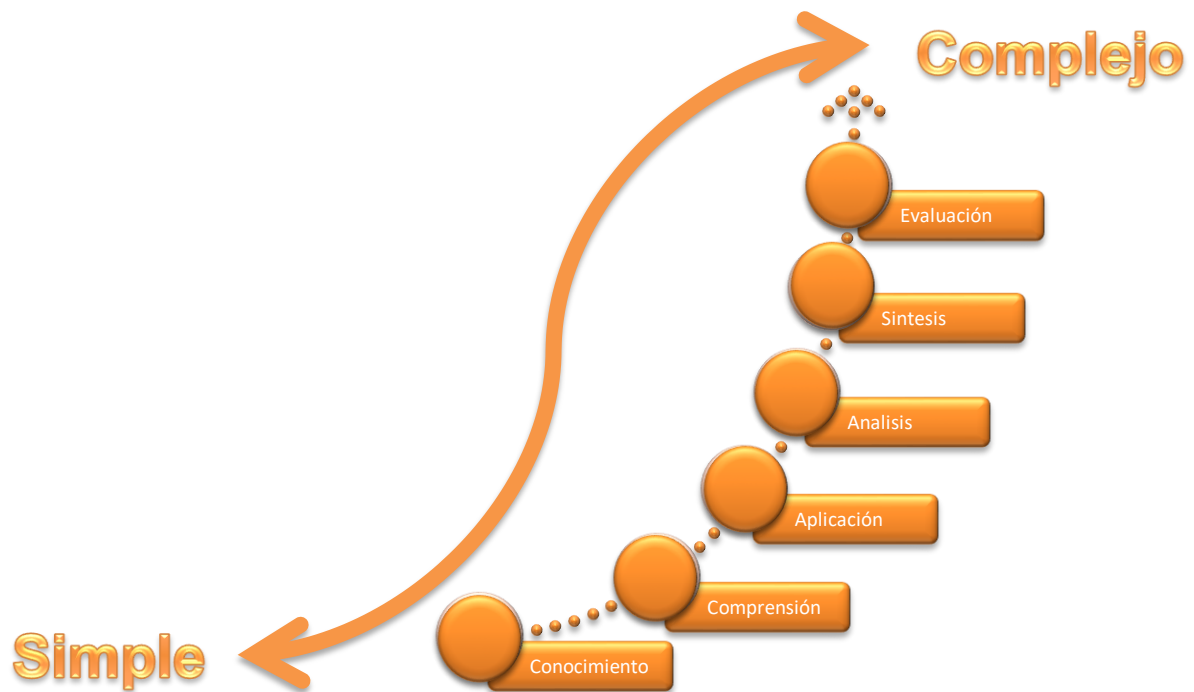 Complejo
Evaluación
Sintesis
Analisis
Aplicación
Comprensión
Conocimiento
Simple